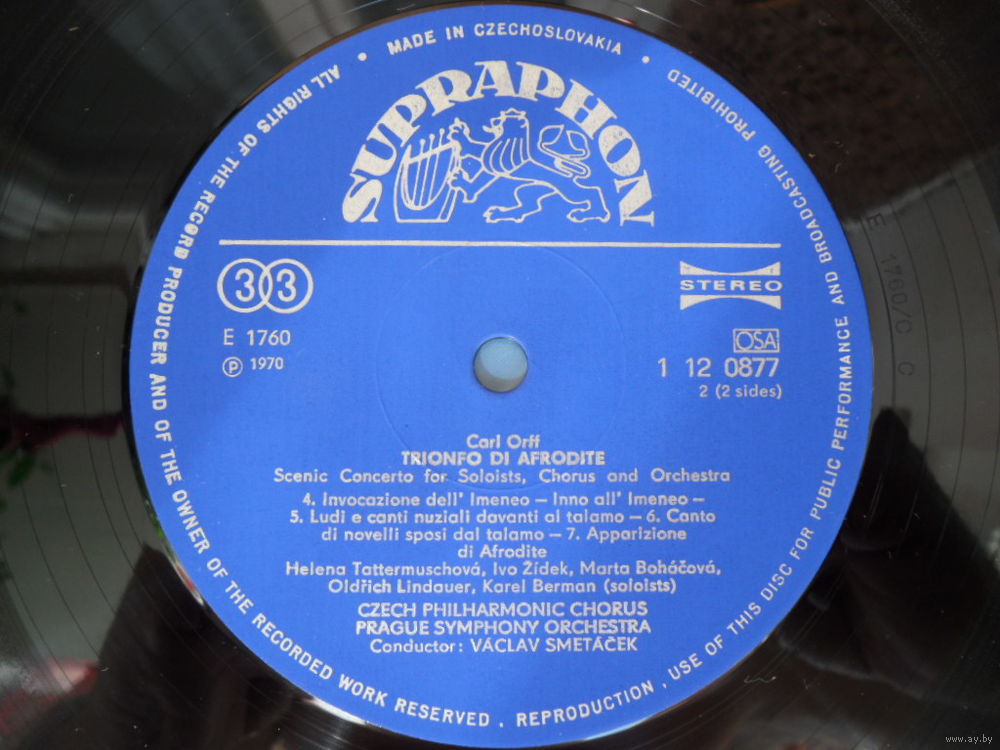 MADE IN CZECHOSLOVAKIA
ALL RIGHTS OF THE RECORD PRODUCER AND OF THE OWNER OF THE RECORDED WORK RESERVED . REPRODUCTION , USE OF THIS DISC FOR PUBLIC PERFORMANCE AND BROADCASTING PROHIBITED
SUPRAPHON
33
STEREO
E 1760
OSA
Ⓟ 1970
1 12 0877
2 (2 sides)
E 1760/0 C
Carl Orff
TRIONFO DI AFRODITE
Scenic Concerto for Soloists, Chorus and Orchestra
4. Invocazione dell' Imeneo – Inno all' Imeneo –
5. Ludi e canti nuziali davanti al talamo – 6. Canto
di novelli sposi dal talamo – 7. Apparizione
di Afrodite
Helena Tattermuschová, Ivo Žídek, Marta Boháčová,
Oldřich Lindauer, Karel Berman (soloists)
CZECH PHILHARMONIC CHORUS
PRAGUE SYMPHONY ORCHESTRA
Conductor: VÁCLAV SMETÁČEK
www.ay.by